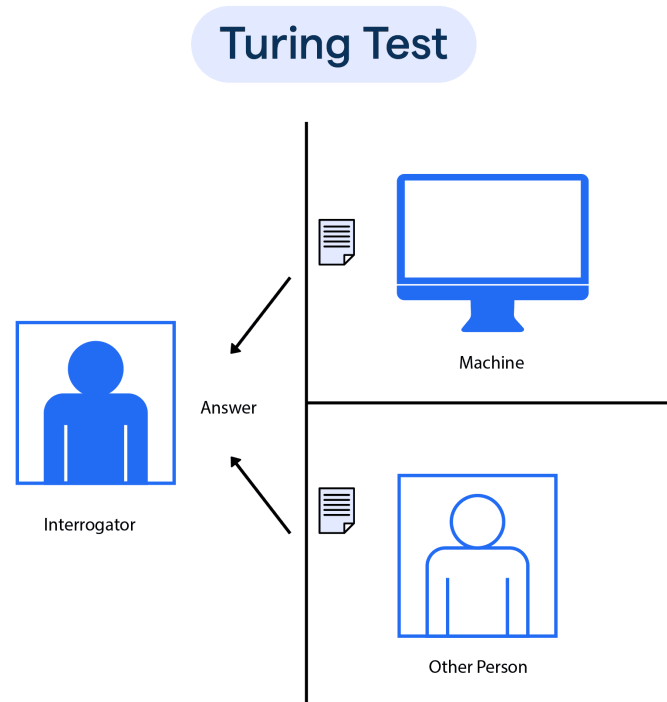 Turing Test
Machine
Answer
Interrogator
Other Person